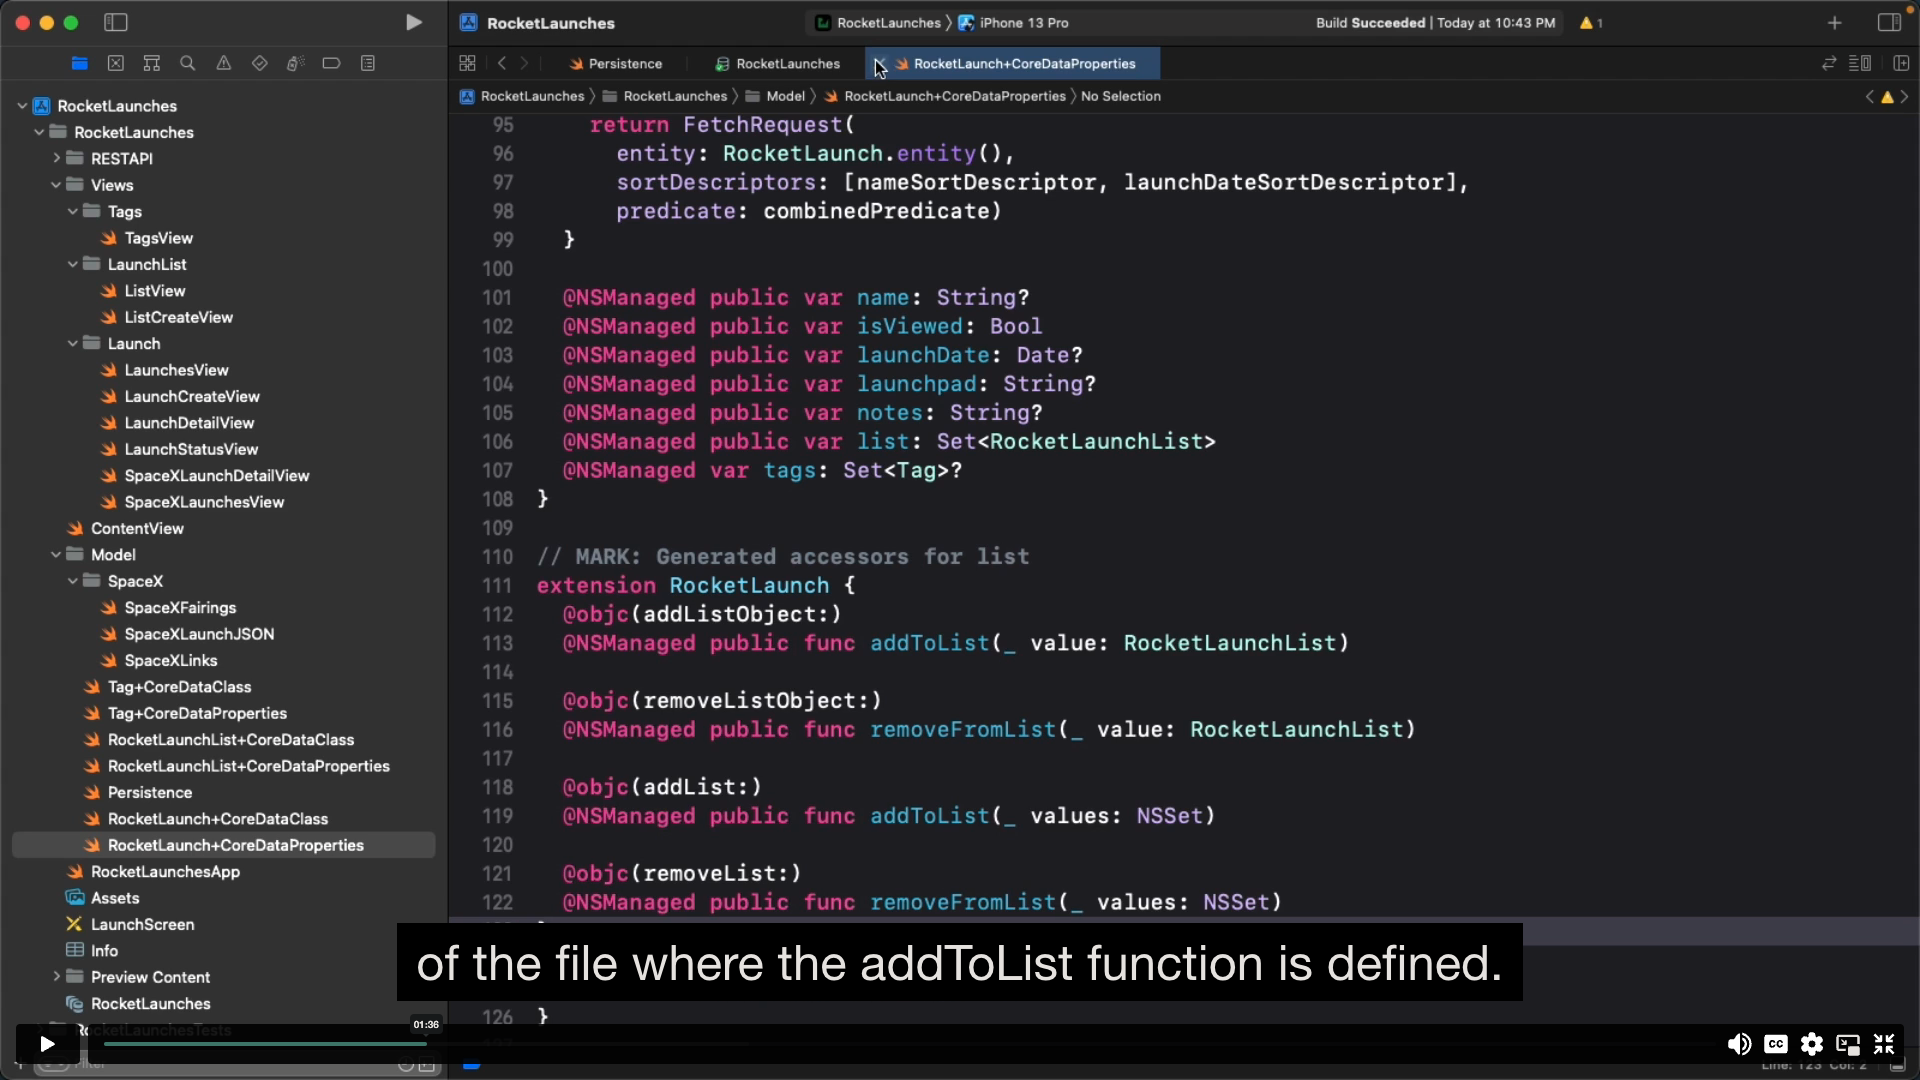 RocketLaunches
RocketLaunches
iPhone 13 Pro
Build Succeeded | Today at 10:43 PM
1
Persistence
RocketLaunches
RocketLaunch+CoreDataProperties
RocketLaunches
RocketLaunches
Model
RocketLaunch+CoreDataProperties
No Selection
RocketLaunches
RocketLaunches
RESTAPI
Views
Tags
TagsView
LaunchList
ListView
ListCreateView
Launch
LaunchesView
LaunchCreateView
LaunchDetailView
LaunchStatusView
SpaceXLaunchDetailView
SpaceXLaunchesView
ContentView
Model
SpaceX
SpaceXFairings
SpaceXLaunchJSON
SpaceXLinks
Tag+CoreDataClass
Tag+CoreDataProperties
RocketLaunchList+CoreDataClass
RocketLaunchList+CoreDataProperties
Persistence
RocketLaunch+CoreDataClass
RocketLaunch+CoreDataProperties
RocketLaunchesApp
Assets
LaunchScreen
Info
Preview Content
RocketLaunches
RocketLaunchesTests
Filter
95 return FetchRequest(
96 entity: RocketLaunch.entity(),
97 sortDescriptors: [nameSortDescriptor, launchDateSortDescriptor],
98 predicate: combinedPredicate)
99 }
100
101 @NSManaged public var name: String?
102 @NSManaged public var isViewed: Bool
103 @NSManaged public var launchDate: Date?
104 @NSManaged public var launchpad: String?
105 @NSManaged public var notes: String?
106 @NSManaged public var list: Set<RocketLaunchList>
107 @NSManaged var tags: Set<Tag>?
108 }
109
110 // MARK: Generated accessors for list
111 extension RocketLaunch {
112 @objc(addListObject:)
113 @NSManaged public func addToList(_ value: RocketLaunchList)
114
115 @objc(removeListObject:)
116 @NSManaged public func removeFromList(_ value: RocketLaunchList)
117
118 @objc(addList:)
119 @NSManaged public func addToList(_ values: NSSet)
120
121 @objc(removeList:)
122 @NSManaged public func removeFromList(_ values: NSSet)
of the file where the addToList function is defined.
126 }
01:36
CC
Line: 123 Col: 2